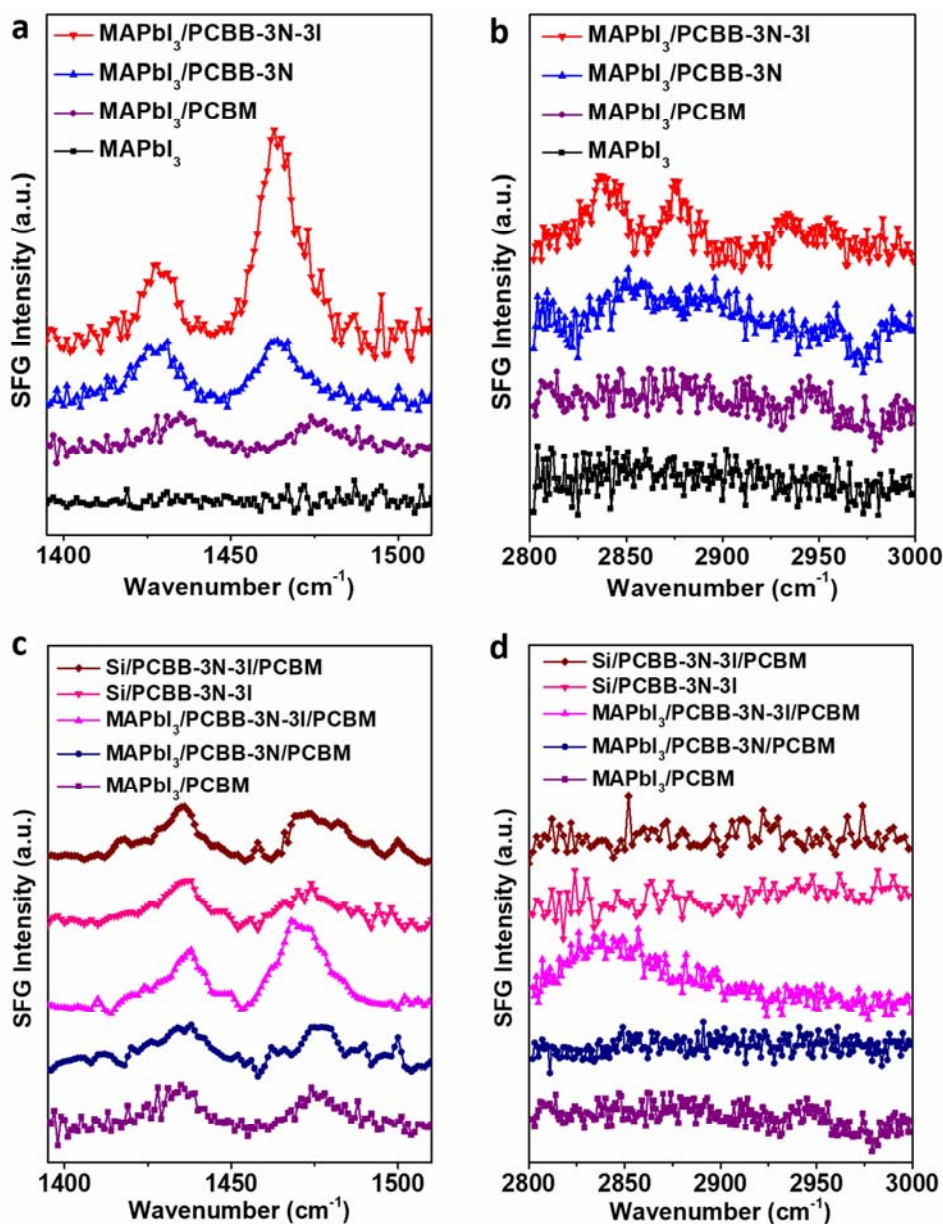 a
MAPbI₃/PCBB-3N-3I
MAPbI₃/PCBB-3N
MAPbI₃/PCBM
MAPbI₃
SFG Intensity (a.u.)
1400 1450 1500
Wavenumber (cm⁻¹)
b
MAPbI₃/PCBB-3N-3I
MAPbI₃/PCBB-3N
MAPbI₃/PCBM
MAPbI₃
SFG Intensity (a.u.)
2800 2850 2900 2950 3000
Wavenumber (cm⁻¹)
c
Si/PCBB-3N-3I/PCBM
Si/PCBB-3N-3I
MAPbI₃/PCBB-3N-3I/PCBM
MAPbI₃/PCBB-3N/PCBM
MAPbI₃/PCBM
SFG Intensity (a.u.)
1400 1450 1500
Wavenumber (cm⁻¹)
d
Si/PCBB-3N-3I/PCBM
Si/PCBB-3N-3I
MAPbI₃/PCBB-3N-3I/PCBM
MAPbI₃/PCBB-3N/PCBM
MAPbI₃/PCBM
SFG Intensity (a.u.)
2800 2850 2900 2950 3000
Wavenumber (cm⁻¹)